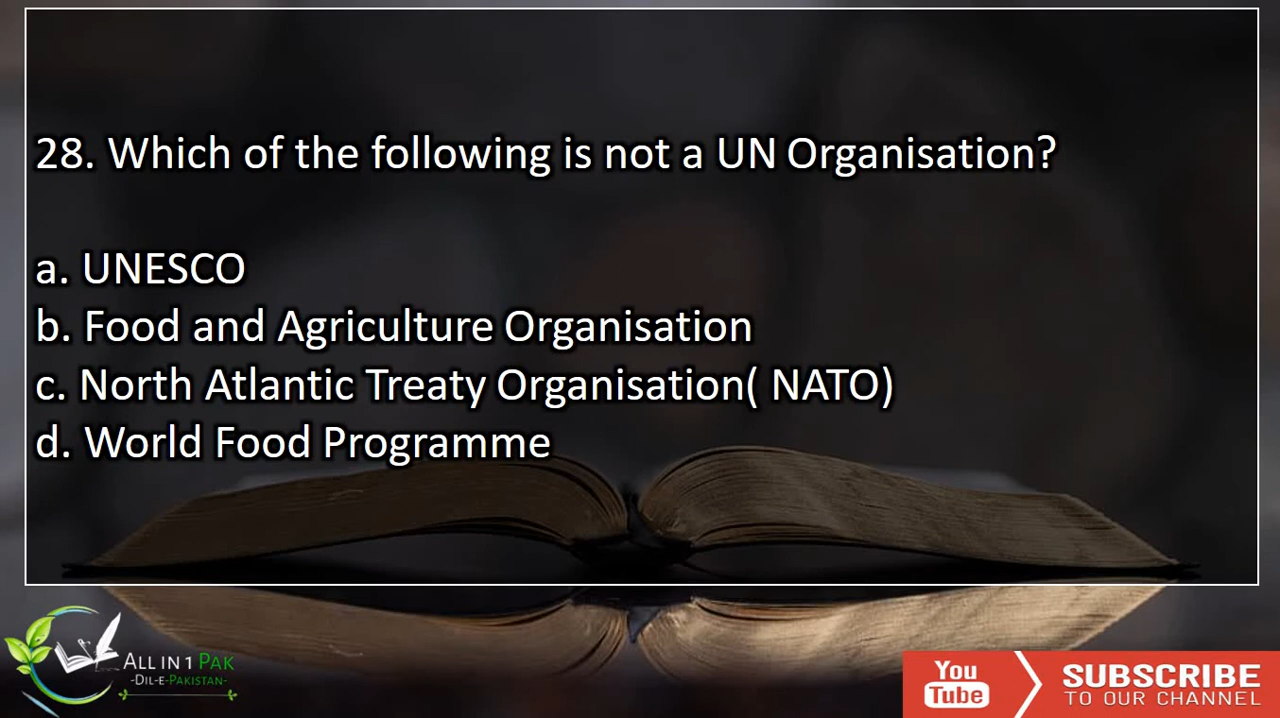 28. Which of the following is not a UN Organisation?
a. UNESCO
b. Food and Agriculture Organisation
c. North Atlantic Treaty Organisation( NATO)
d. World Food Programme
ALL IN 1 PAK
-DIL-E-PAKISTAN-
You
Tube
SUBSCRIBE
TO OUR CHANNEL